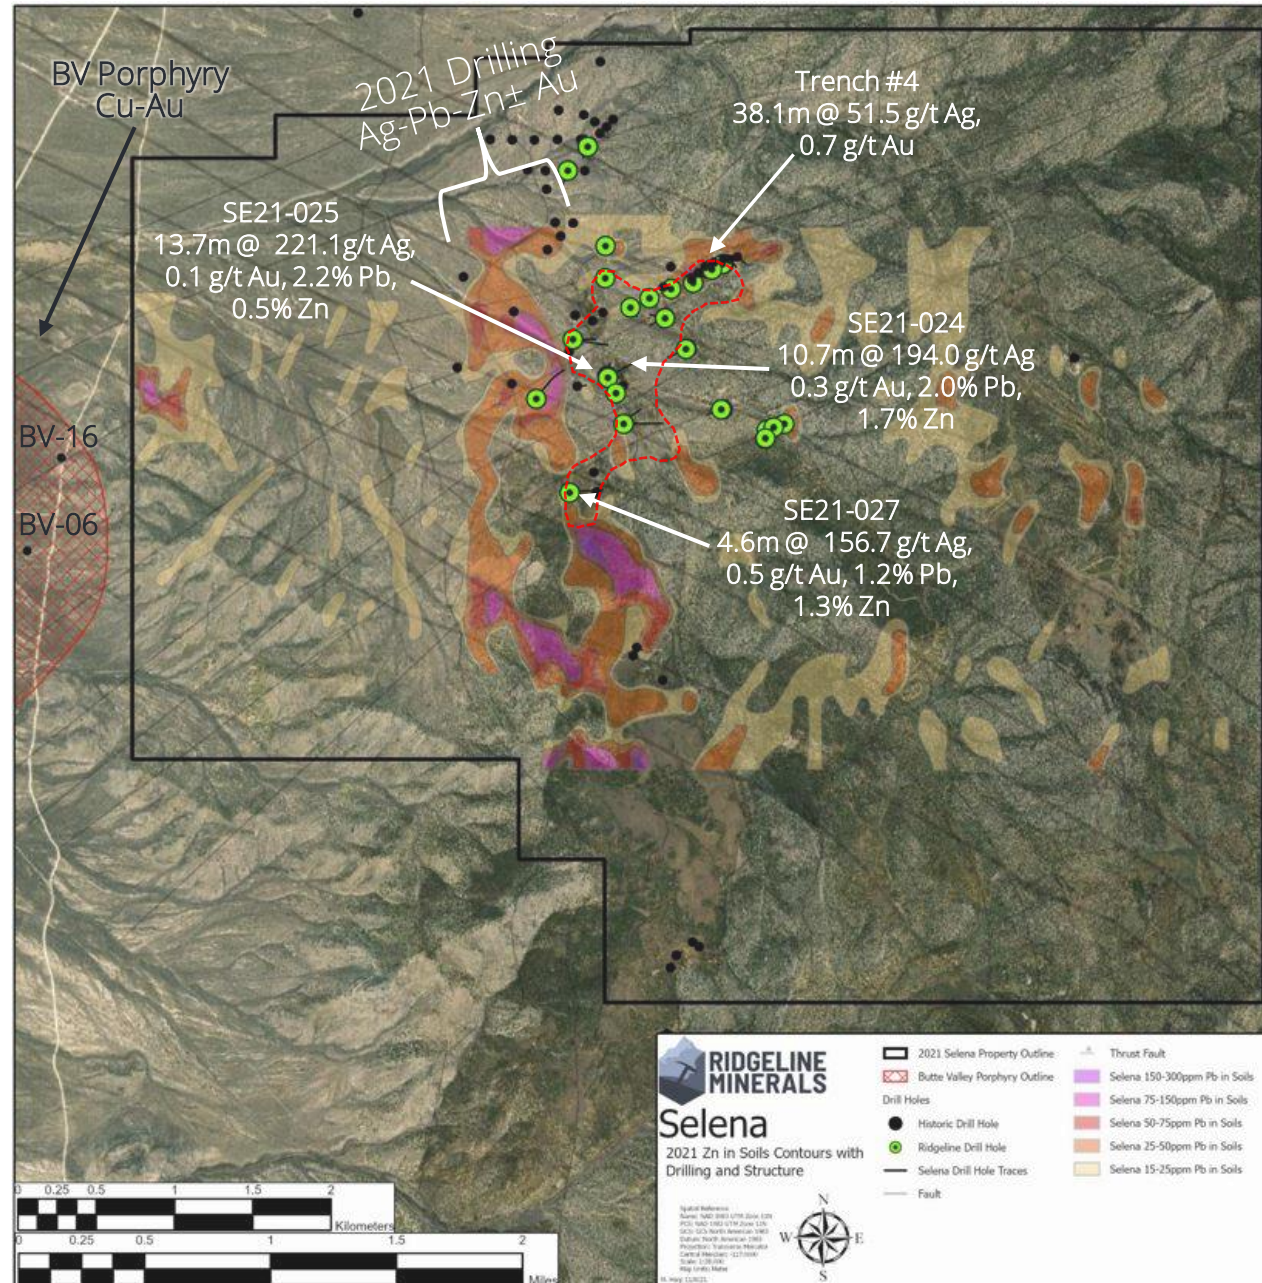 BV Porphyry
Cu-Au
2021 Drilling
Ag-Pb-Zn± Au
Trench #4
38.1m @ 51.5 g/t Ag,
0.7 g/t Au
SE21-025
13.7m @ 221.1g/t Ag,
0.1 g/t Au, 2.2% Pb,
0.5% Zn
SE21-024
10.7m @ 194.0 g/t Ag
0.3 g/t Au, 2.0% Pb,
1.7% Zn
BV-16
BV-06
SE21-027
4.6m @ 156.7 g/t Ag,
0.5 g/t Au, 1.2% Pb,
1.3% Zn
RIDGELINE
MINERALS
Selena
2021 Zn in Soils Contours with
Drilling and Structure
2021 Selena Property Outline
Butte Valley Porphyry Outline
Drill Holes
Historic Drill Hole
Ridgeline Drill Hole
Selena Drill Hole Traces
Fault
Thrust Fault
Selena 150-300ppm Pb in Soils
Selena 75-150ppm Pb in Soils
Selena 50-75ppm Pb in Soils
Selena 25-50ppm Pb in Soils
Selena 15-25ppm Pb in Soils
Spatial Reference
N
W E
S
0 0.25 0.5 1 1.5 2
Kilometers
0 0.25 0.5 1 1.5 2
Miles